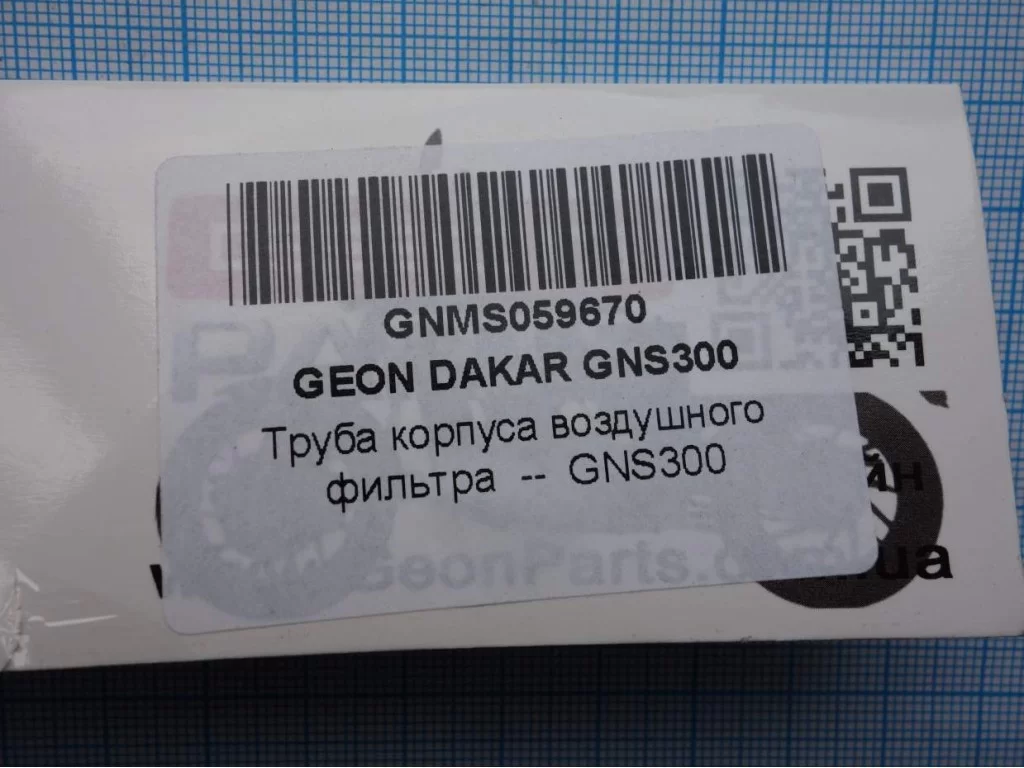 GNMS059670
GEON DAKAR GNS300
Труба корпуса воздушного
фильтра -- GNS300